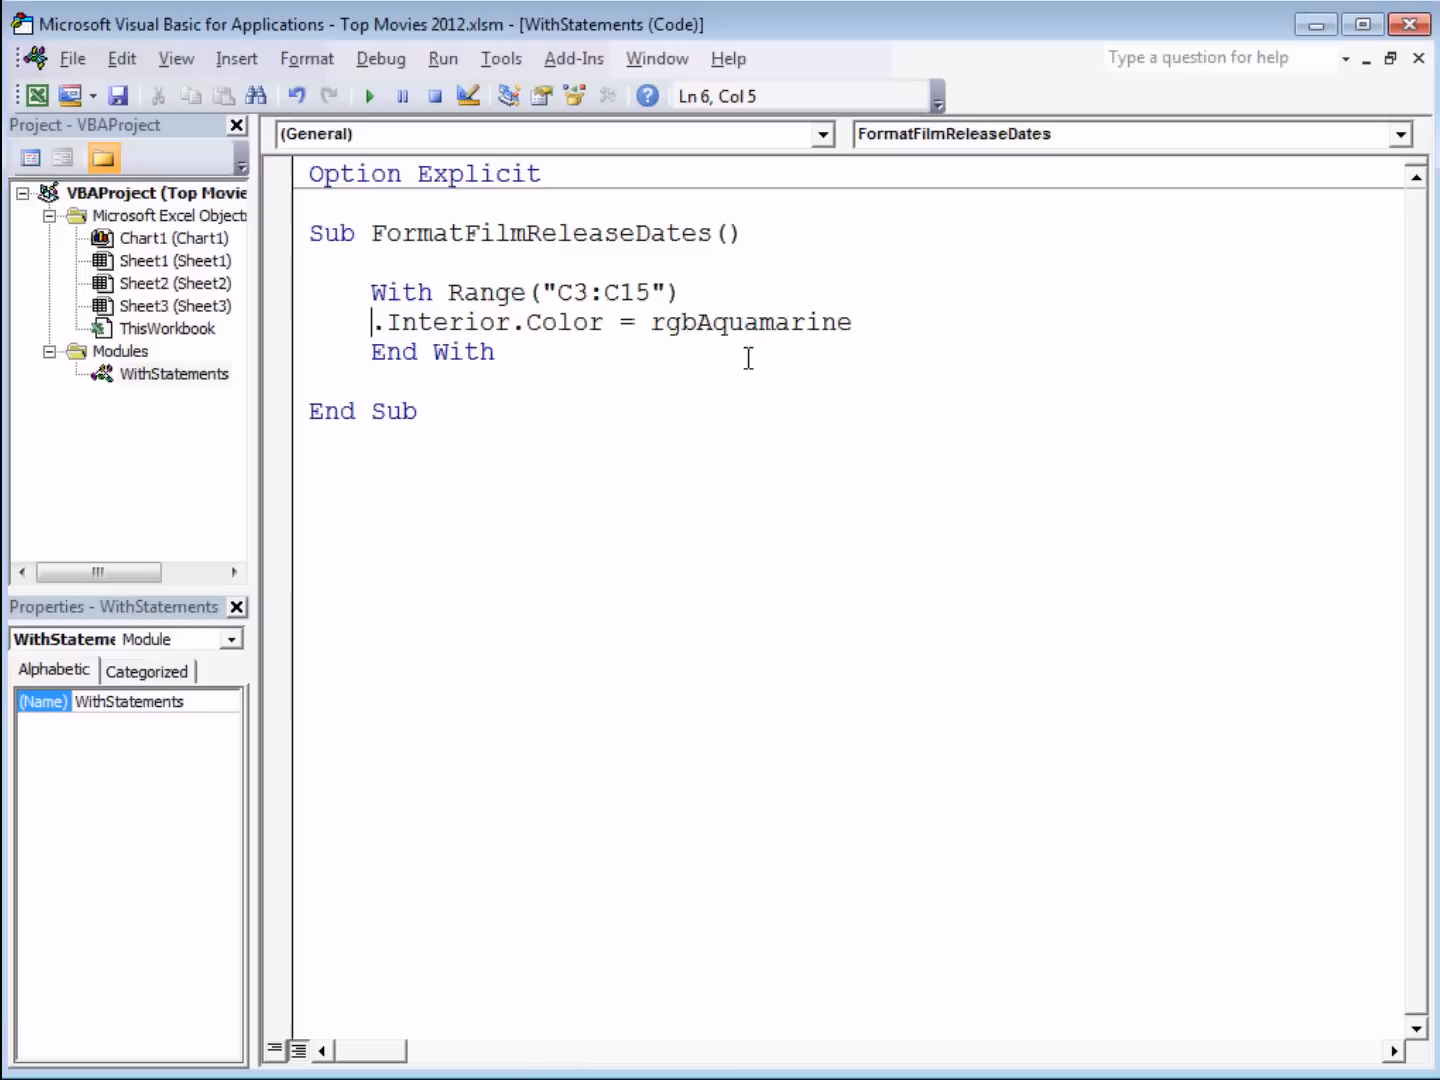 Microsoft Visual Basic for Applications - Top Movies 2012.xlsm - [WithStatements (Code)]
File Edit View Insert Format Debug Run Tools Add-Ins Window Help
Type a question for help
Ln 6, Col 5
Project - VBAProject
(General)
FormatFilmReleaseDates
VBAProject (Top Movie
Microsoft Excel Object
Chart1 (Chart1)
Sheet1 (Sheet1)
Sheet2 (Sheet2)
Sheet3 (Sheet3)
ThisWorkbook
Modules
WithStatements
Option Explicit
Sub FormatFilmReleaseDates()
With Range("C3:C15")
.Interior.Color = rgbAquamarine
End With
End Sub
Properties - WithStatements
WithStateme Module
Alphabetic Categorized
(Name) WithStatements